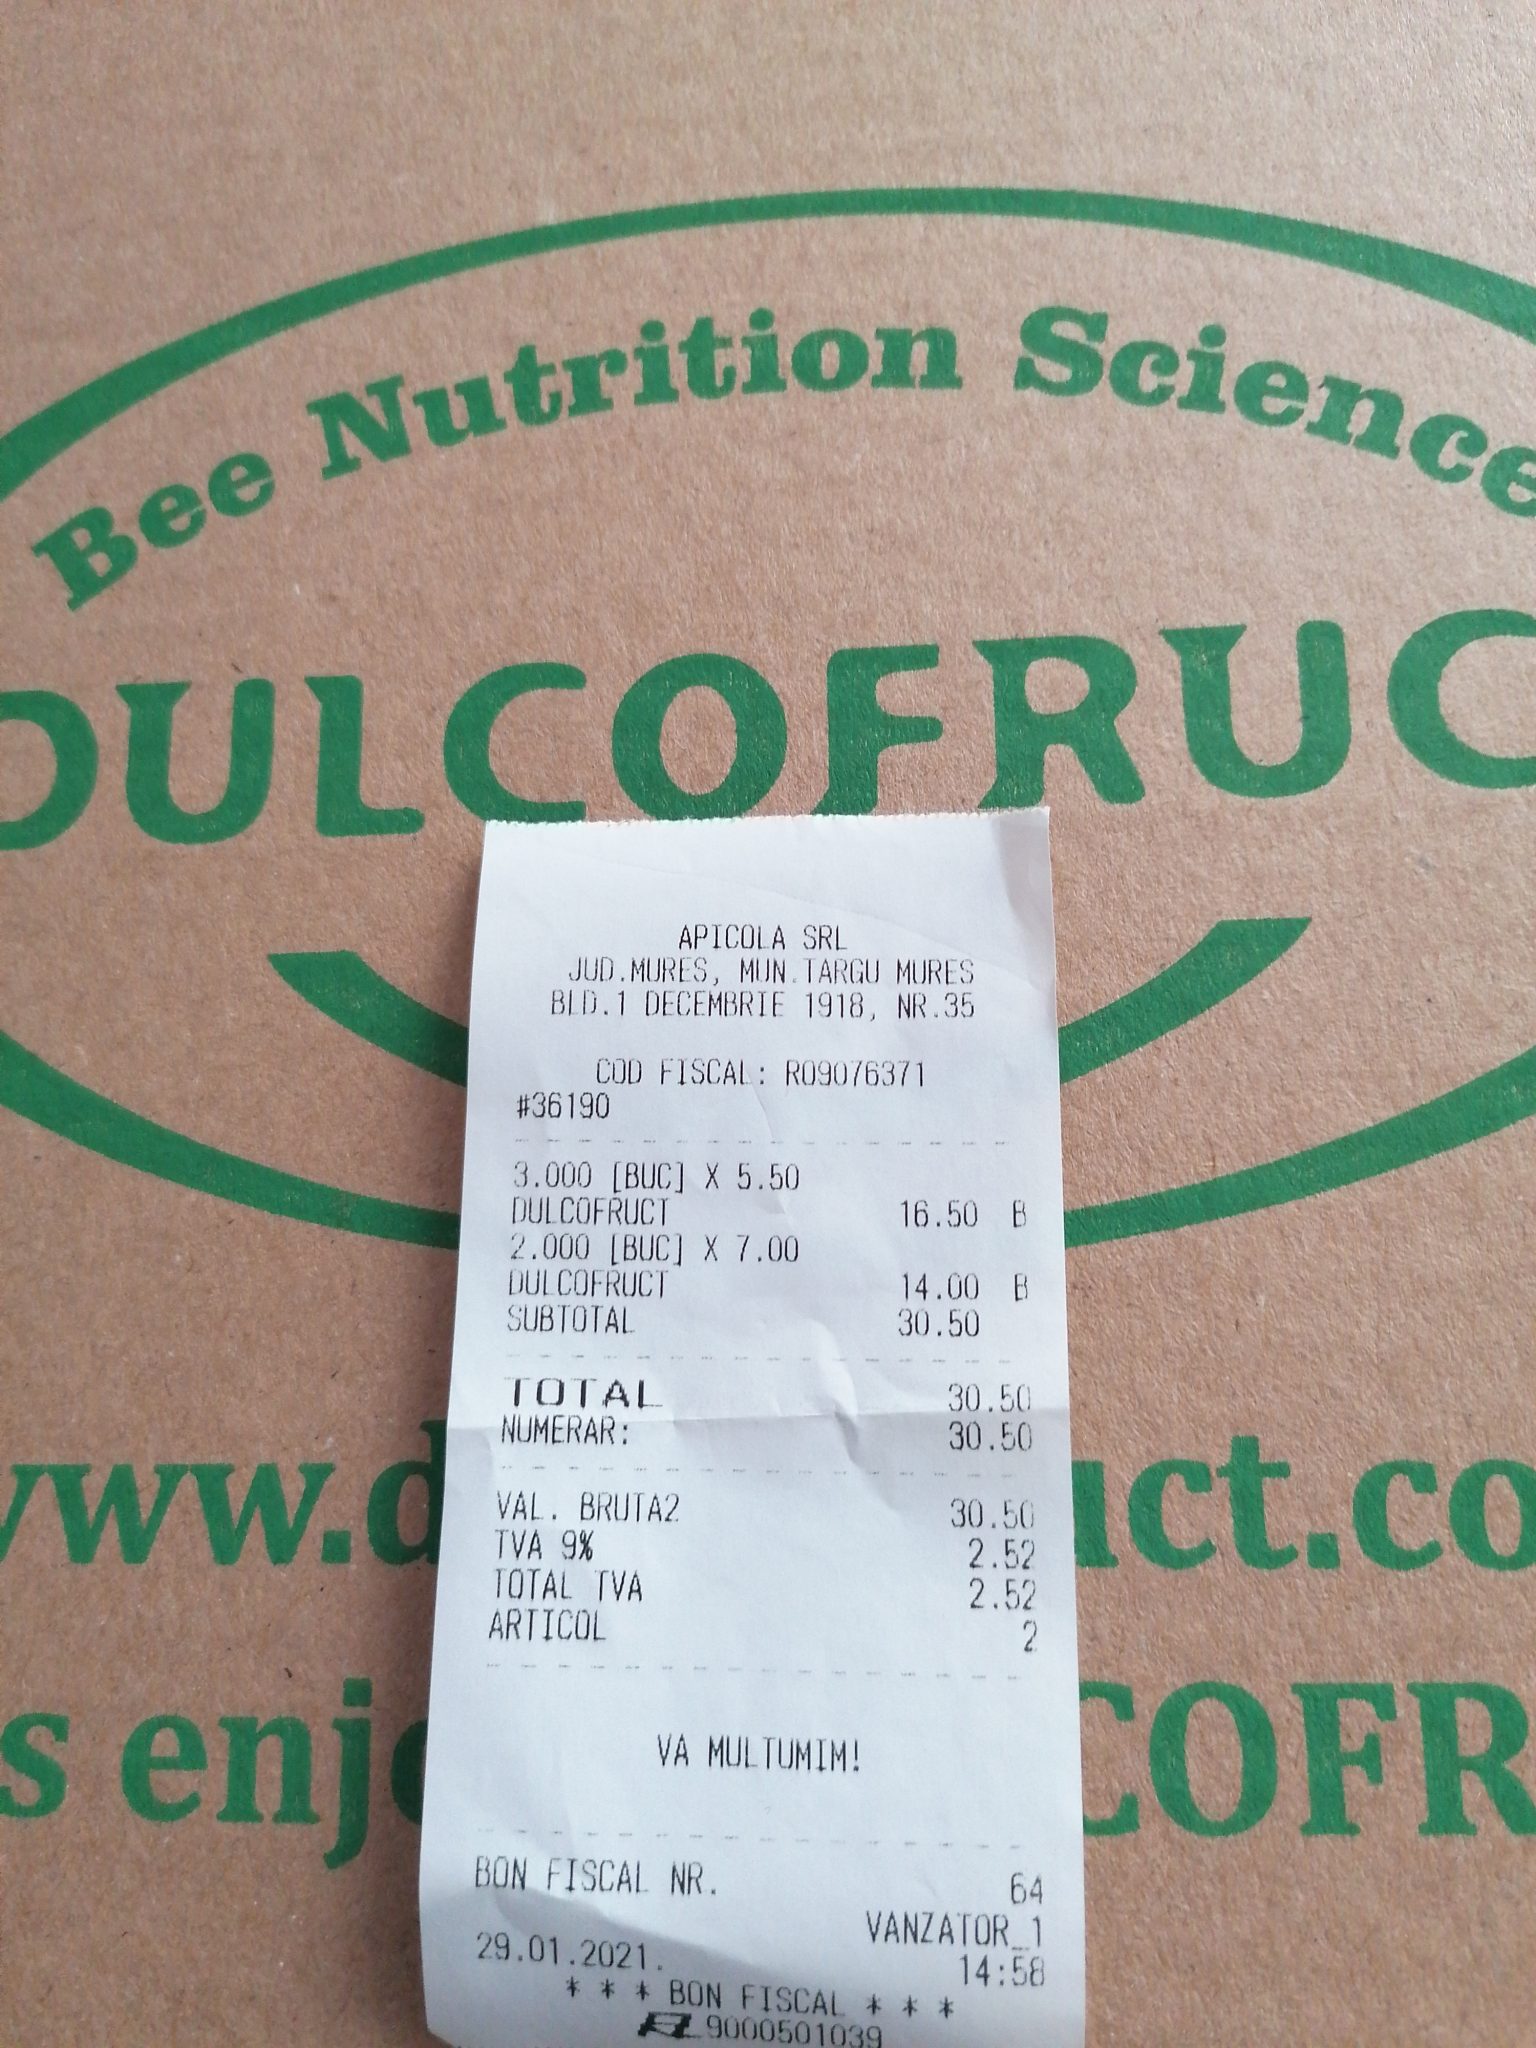 Bee Nutrition Science
DULCOFRUC
APICOLA SRL
JUD.MURES, MUN.TARGU MURES
BLD.1 DECEMBRIE 1918, NR.35
COD FISCAL: RO9076371
#36190
3.000 [BUC] X 5.50
DULCOFRUCT 16.50 B
2.000 [BUC] X 7.00
DULCOFRUCT 14.00 B
SUBTOTAL 30.50
TOTAL 30.50
NUMERAR: 30.50
www.d uct.co
VAL. BRUTA2 30.50
TVA 9% 2.52
TOTAL TVA 2.52
ARTICOL 2
s enj COFR
VA MULTUMIM!
BON FISCAL NR. 64
VANZATOR_1
29.01.2021. 14:58
* * * BON FISCAL * * *
9000501039